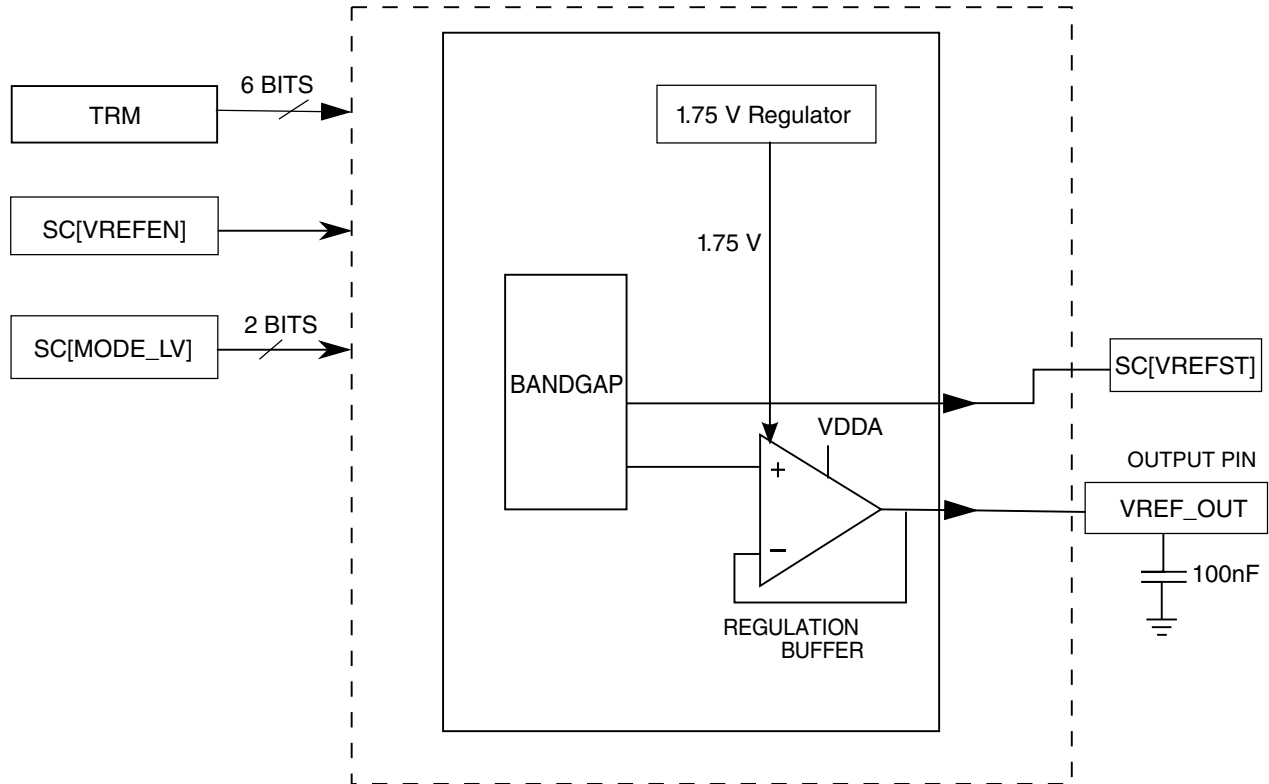 6 BITS
TRM
1.75 V Regulator
SC[VREFEN]
1.75 V
2 BITS
SC[MODE_LV]
BANDGAP
SC[VREFST]
VDDA
OUTPUT PIN
+
VREF_OUT
−
100nF
REGULATION
BUFFER